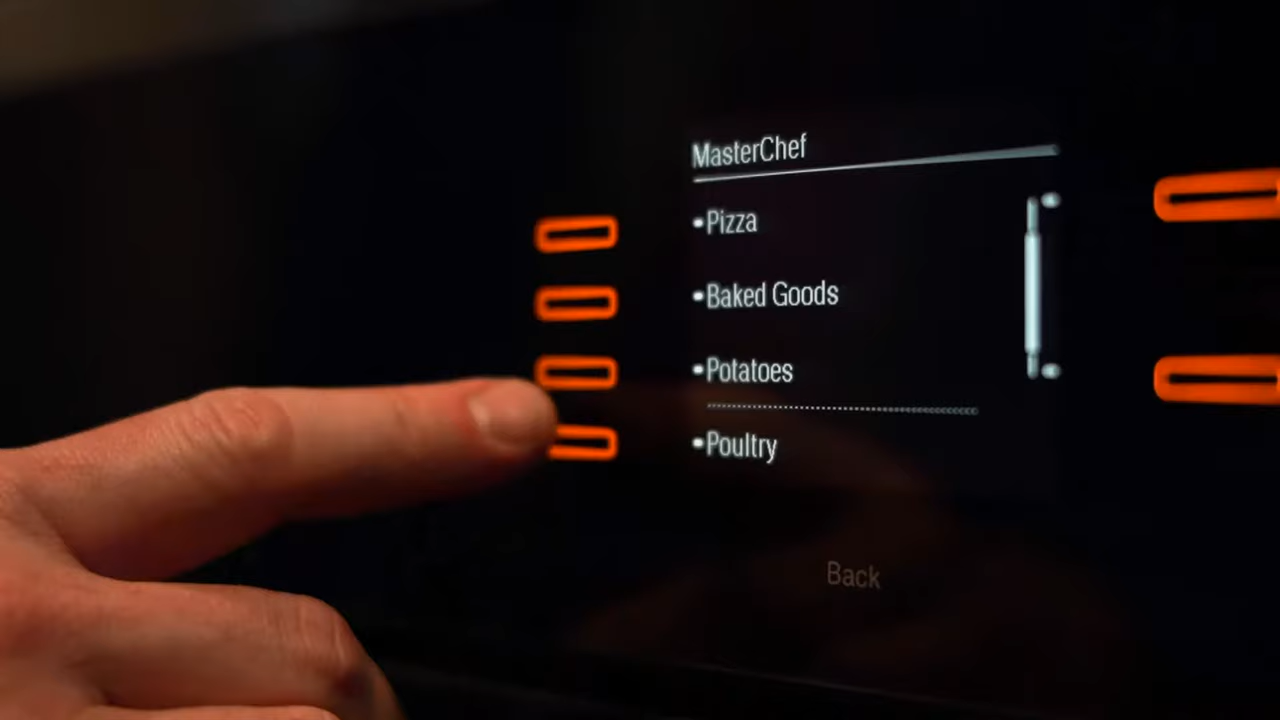 MasterChef
•Pizza
•Baked Goods
•Potatoes
•Poultry
Back